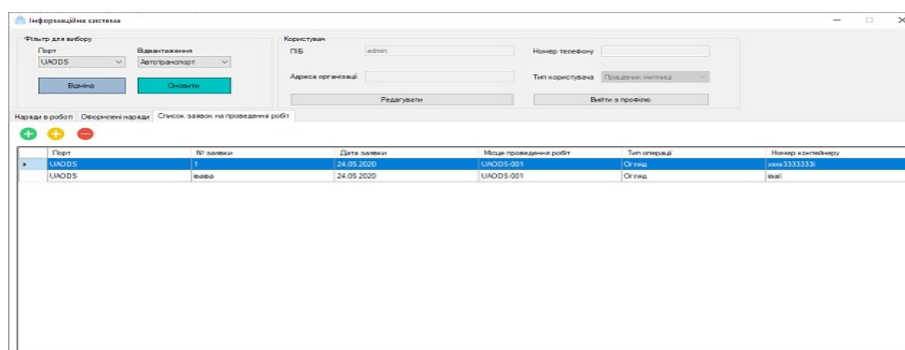 Інформаційна система
Фільтр для вибору
Порт Відвантаження
UAODS Автотранспорт
Відміна Оновити
Користувач
ПІБ admin Номер телефону
Адреса організації Тип користувача Працівник митниці
Редагувати Вийти з профілю
Наряди в роботі Оформлені наряди Список заявок на проведення робіт
Порт № заявки Дата заявки Місце проведення робіт Тип операції Номер контейнеру
UAODS 1 24.05.2020 UAODS-001 Огляд
UAODS 24.05.2020 UAODS-001 Огляд